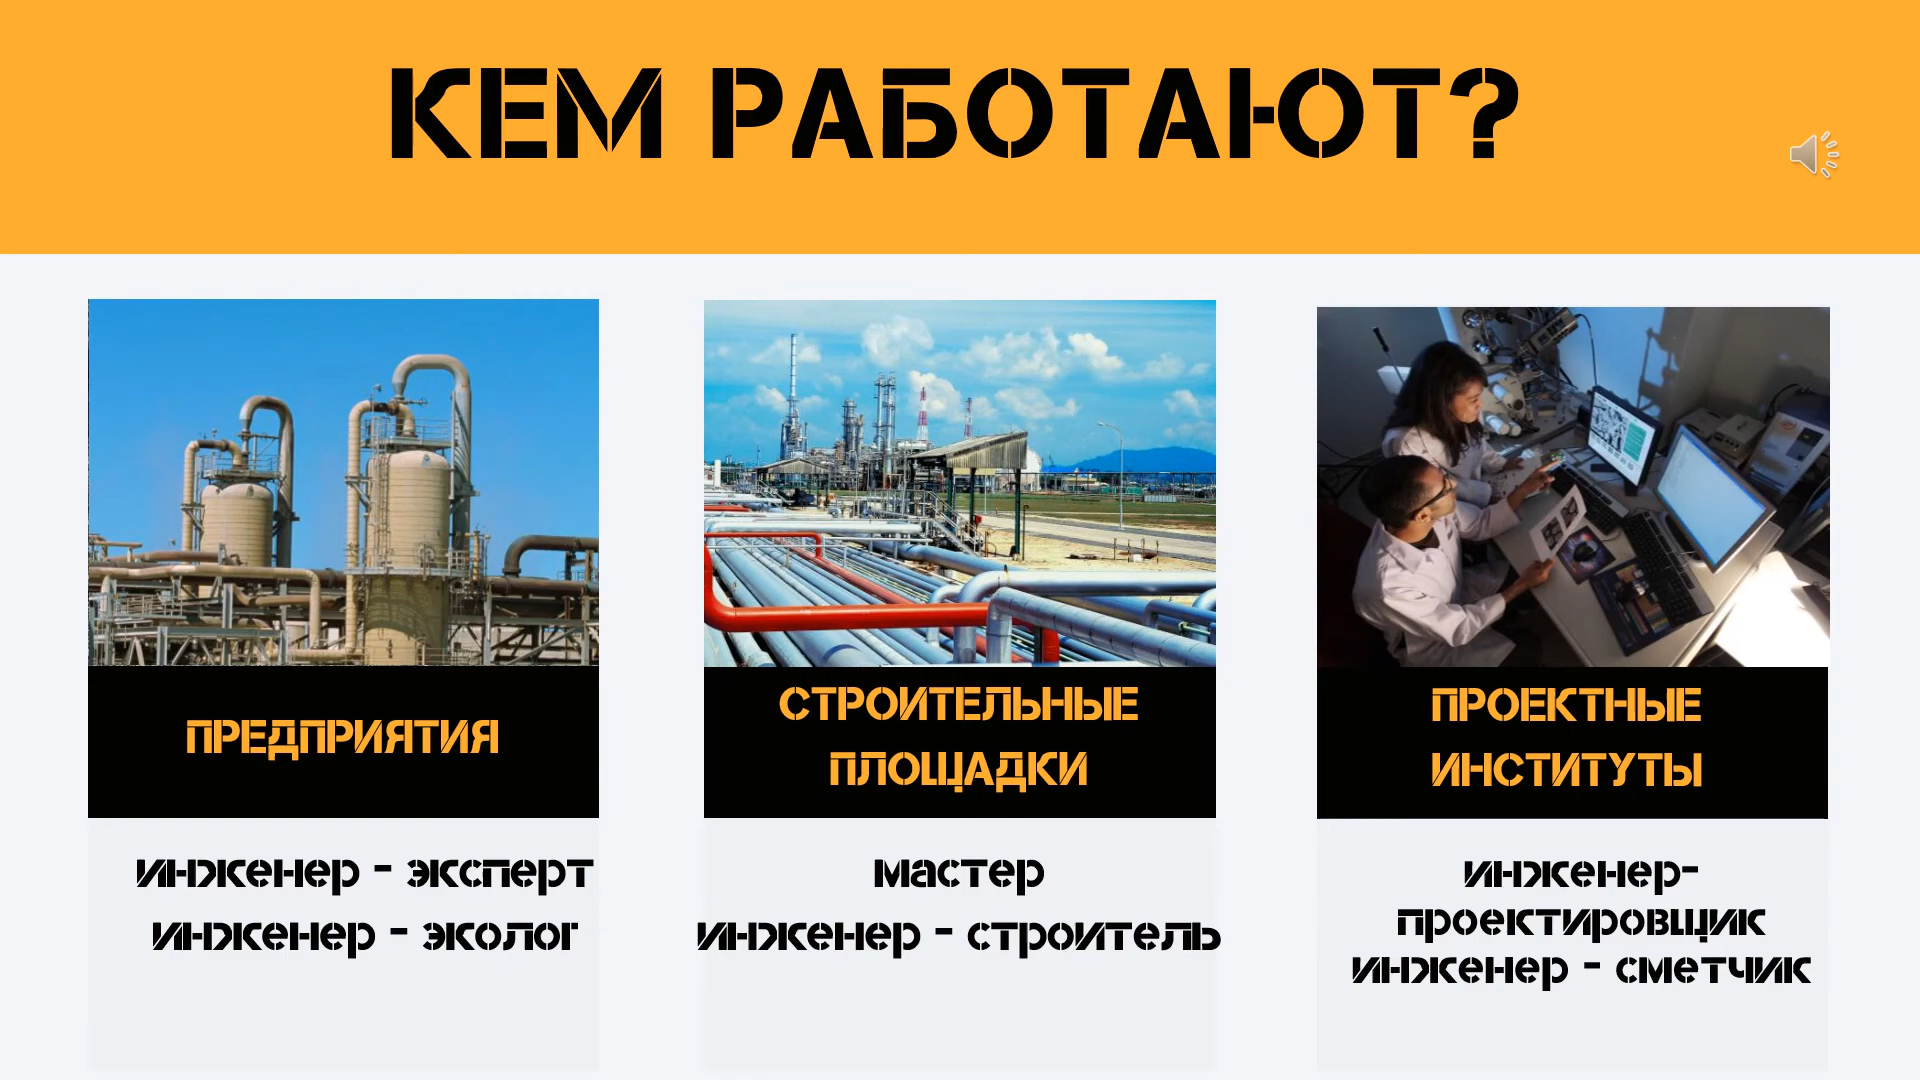 КЕМ РАБОТАЮТ?
ПРЕДПРИЯТИЯ
инженер - эксперт
инженер - эколог
СТРОИТЕЛЬНЫЕ
ПЛОЩАДКИ
мастер
инженер - строитель
ПРОЕКТНЫЕ
ИНСТИТУТЫ
инженер-
проектировщик
инженер - сметчик